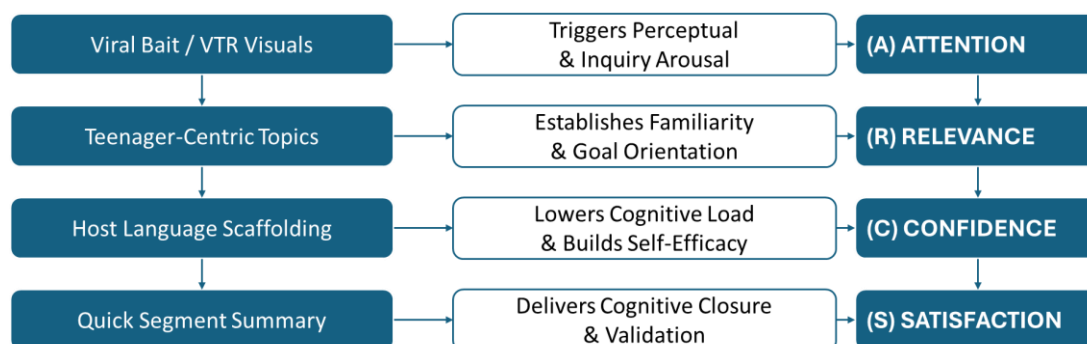 Viral Bait / VTR Visuals
Triggers Perceptual
& Inquiry Arousal
(A) ATTENTION
Teenager-Centric Topics
Establishes Familiarity
& Goal Orientation
(R) RELEVANCE
Host Language Scaffolding
Lowers Cognitive Load
& Builds Self-Efficacy
(C) CONFIDENCE
Quick Segment Summary
Delivers Cognitive Closure
& Validation
(S) SATISFACTION